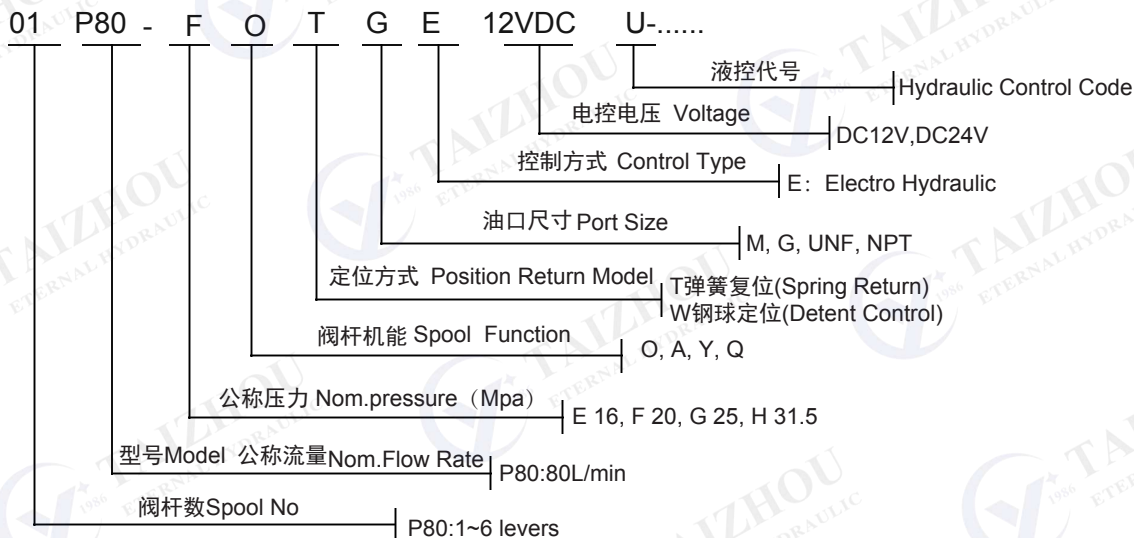 01 P80 - F O T G E 12VDC U-......
液控代号
Hydraulic Control Code
电控电压 Voltage
DC12V,DC24V
控制方式 Control Type
E: Electro Hydraulic
油口尺寸 Port Size
M, G, UNF, NPT
定位方式 Position Return Model
T弹簧复位(Spring Return)
W钢球定位(Detent Control)
阀杆机能 Spool Function
O, A, Y, Q
公称压力 Nom.pressure（Mpa）
E 16, F 20, G 25, H 31.5
型号Model 公称流量Nom.Flow Rate
P80:80L/min
阀杆数Spool No
P80:1~6 levers
TAIZHOU
ETERNAL HYDRAULIC
1986